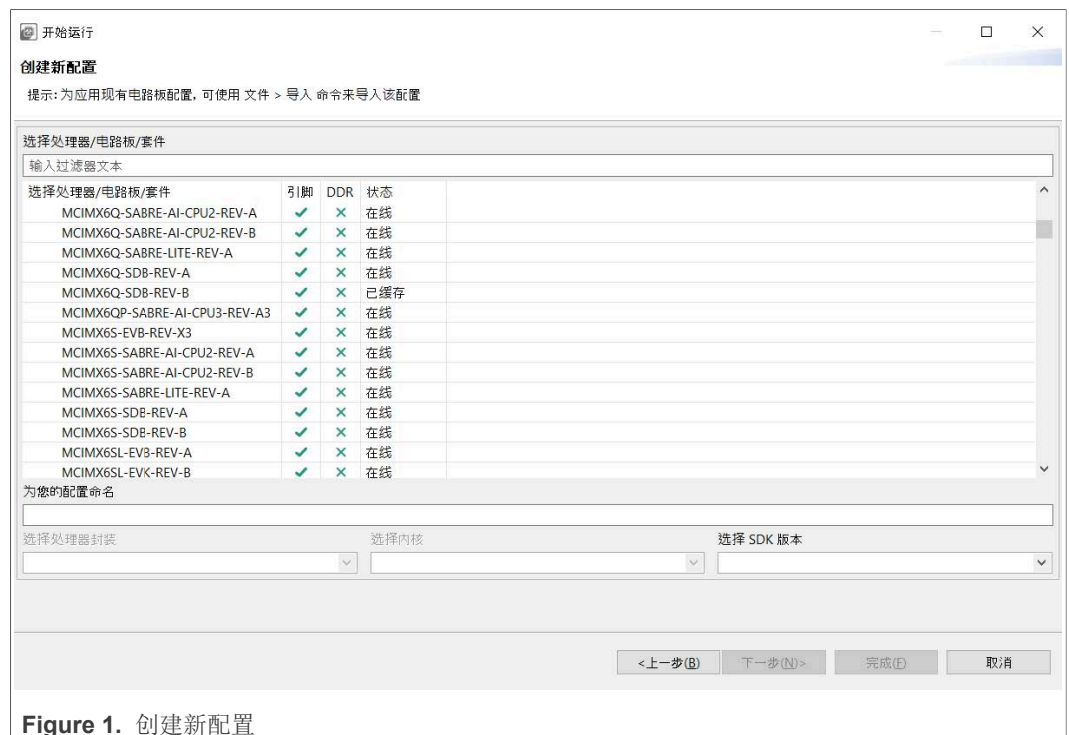 开始运行
创建新配置
提示: 为应用现有电路板配置, 可使用 文件 > 导入 命令来导入该配置
选择处理器/电路板/套件
输入过滤器文本
选择处理器/电路板/套件 引脚 DDR 状态
MCIMX6Q-SABRE-AI-CPU2-REV-A ✓ × 在线
MCIMX6Q-SABRE-AI-CPU2-REV-B ✓ × 在线
MCIMX6Q-SABRE-LITE-REV-A ✓ × 在线
MCIMX6Q-SDB-REV-A ✓ × 在线
MCIMX6Q-SDB-REV-B ✓ × 已缓存
MCIMX6QP-SABRE-AI-CPU3-REV-A3 ✓ × 在线
MCIMX6S-EVB-REV-X3 ✓ × 在线
MCIMX6S-SABRE-AI-CPU2-REV-A ✓ × 在线
MCIMX6S-SABRE-AI-CPU2-REV-B ✓ × 在线
MCIMX6S-SABRE-LITE-REV-A ✓ × 在线
MCIMX6S-SDB-REV-A ✓ × 在线
MCIMX6S-SDB-REV-B ✓ × 在线
MCIMX6SL-EVB-REV-A ✓ × 在线
MCIMX6SL-EVK-REV-B ✓ × 在线
为您的配置命名
选择处理器封装 选择内核 选择 SDK 版本
<上一步(B) 下一步(N)> 完成(F) 取消
Figure 1. 创建新配置